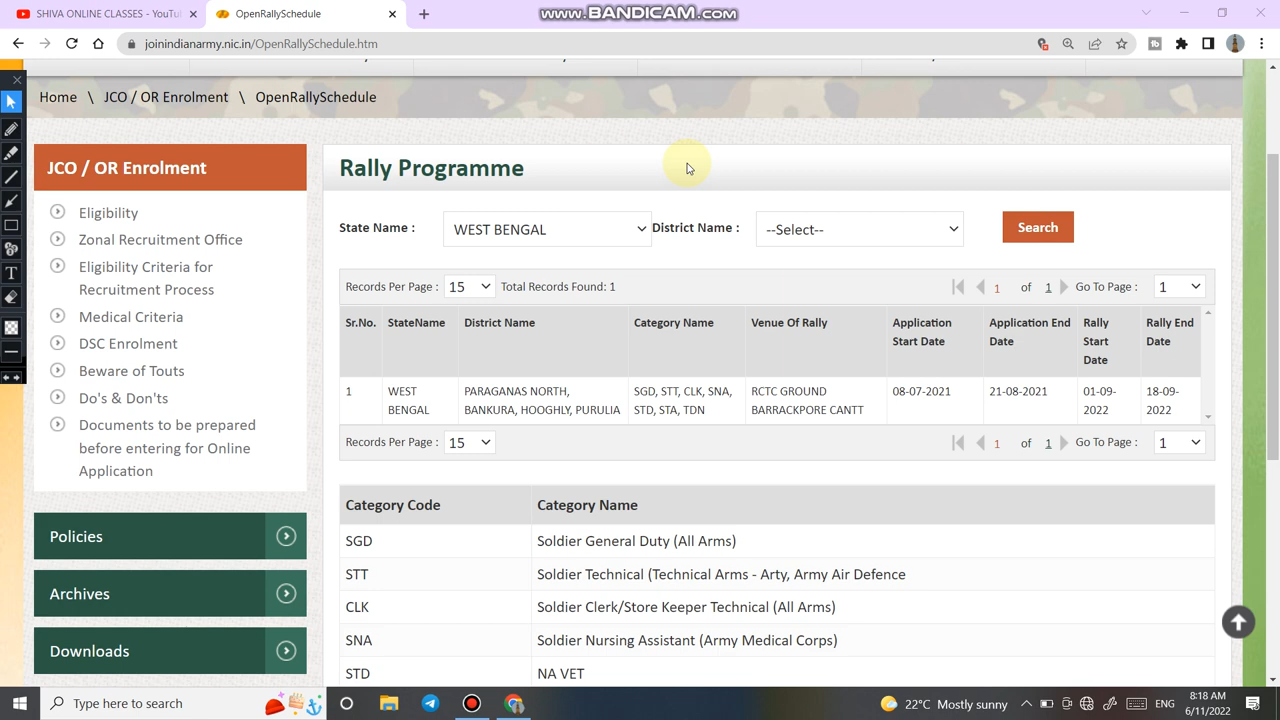 SHIVA ONLINE CLASSES - YouTu
OpenRallySchedule
WWW.BANDICAM.COM
joinindianarmy.nic.in/OpenRallySchedule.htm
Home \ JCO / OR Enrolment \ OpenRallySchedule
JCO / OR Enrolment
Eligibility
Zonal Recruitment Office
Eligibility Criteria for
Recruitment Process
Medical Criteria
DSC Enrolment
Beware of Touts
Do's & Don'ts
Documents to be prepared
before entering for Online
Application
Policies
Archives
Downloads
Rally Programme
State Name : WEST BENGAL District Name : --Select-- Search
Records Per Page : 15 Total Records Found: 1 1 of 1 Go To Page : 1
Sr.No. StateName District Name Category Name Venue Of Rally Application Start Date Application End Date Rally Start Date Rally End Date
1 WEST BENGAL PARAGANAS NORTH, BANKURA, HOOGHLY, PURULIA SGD, STT, CLK, SNA, STD, STA, TDN RCTC GROUND BARRACKPORE CANTT 08-07-2021 21-08-2021 01-09-2022 18-09-2022
Records Per Page : 15 1 of 1 Go To Page : 1
Category Code Category Name
SGD Soldier General Duty (All Arms)
STT Soldier Technical (Technical Arms - Arty, Army Air Defence
CLK Soldier Clerk/Store Keeper Technical (All Arms)
SNA Soldier Nursing Assistant (Army Medical Corps)
STD NA VET
Type here to search
22°C Mostly sunny
ENG
8:18 AM
6/11/2022